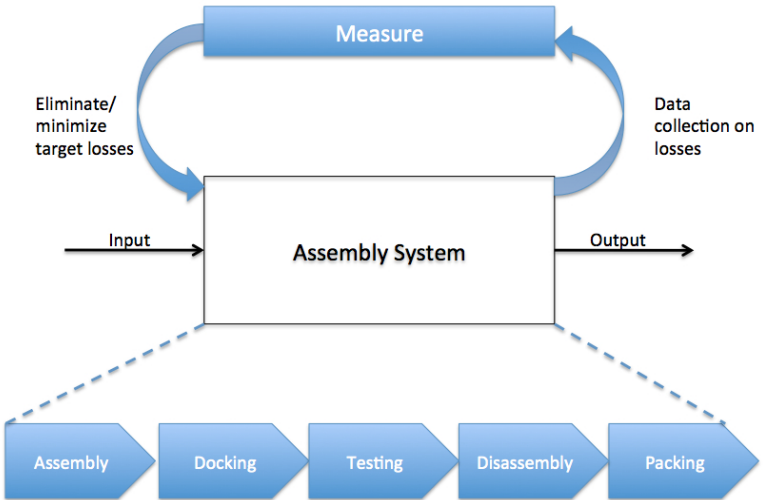 Measure
Eliminate/
minimize
target losses
Data
collection on
losses
Input
Assembly System
Output
Assembly
Docking
Testing
Disassembly
Packing